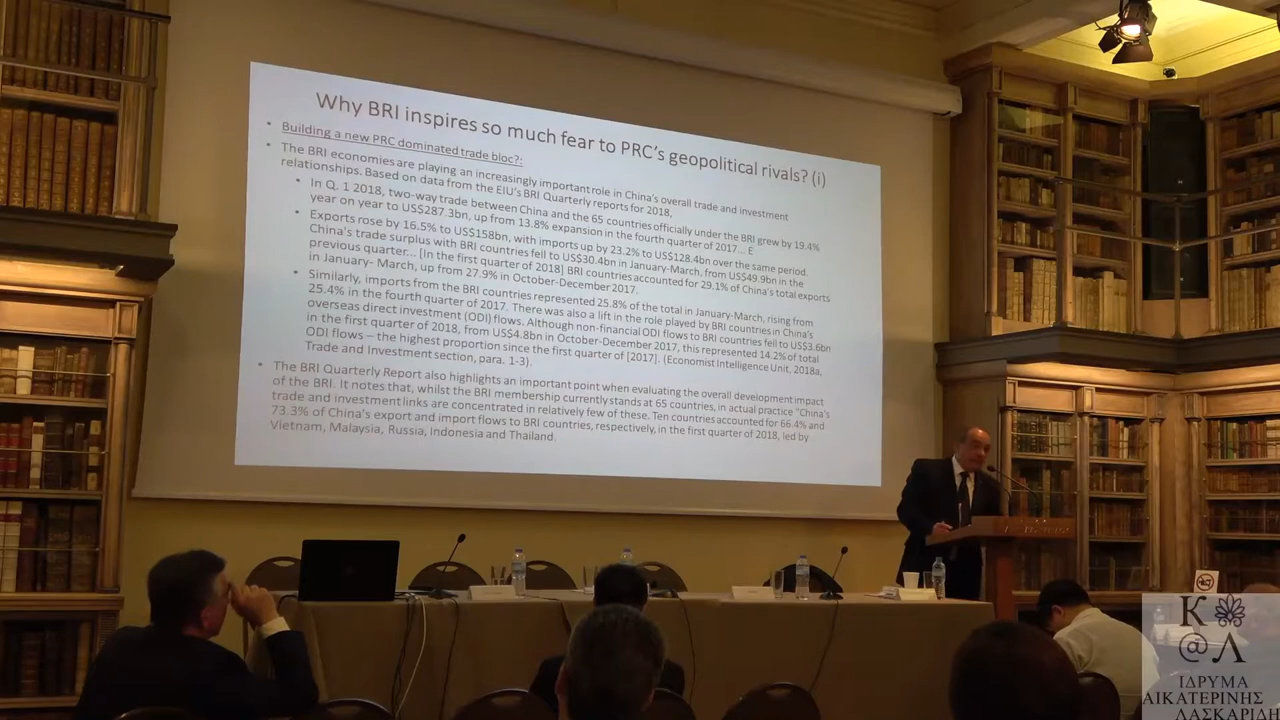 Why BRI inspires so much fear to PRC's geopolitical rivals? (i)
• Building a new PRC dominated trade bloc?:
• The BRI economies are playing an increasingly important role in China's overall trade and investment
relationships. Based on data from the EIU's BRI Quarterly reports for 2018,
• In Q. 1 2018, two-way trade between China and the 65 countries officially under the BRI grew by 19.4%
year on year to US$287.3bn, up from 13.8% expansion in the fourth quarter of 2017... E
• Exports rose by 16.5% to US$158bn, with imports up by 23.2% to US$128.4bn over the same period.
China's trade surplus with BRI countries fell to US$30.4bn in January-March, from US$49.9bn in the
previous quarter... [In the first quarter of 2018] BRI countries accounted for 29.1% of China's total exports
in January- March, up from 27.9% in October-December 2017.
• Similarly, imports from the BRI countries represented 25.8% of the total in January-March, rising from
25.4% in the fourth quarter of 2017. There was also a lift in the role played by BRI countries in China's
overseas direct investment (ODI) flows. Although non-financial ODI flows to BRI countries fell to US$3.6bn
in the first quarter of 2018, from US$4.8bn in October-December 2017, this represented 14.2% of total
ODI flows – the highest proportion since the first quarter of [2017]. (Economist Intelligence Unit, 2018a,
Trade and Investment section, para. 1-3).
• The BRI Quarterly Report also highlights an important point when evaluating the overall development impact
of the BRI. It notes that, whilst the BRI membership currently stands at 65 countries, in actual practice "China's
trade and investment links are concentrated in relatively few of these. Ten countries accounted for 66.4% and
73.3% of China's export and import flows to BRI countries, respectively, in the first quarter of 2018, led by
Vietnam, Malaysia, Russia, Indonesia and Thailand.
Κ
@ Λ
ΙΔΡΥΜΑ
ΑΙΚΑΤΕΡΙΝΗΣ
ΛΑΣΚΑΡΙΔΗ